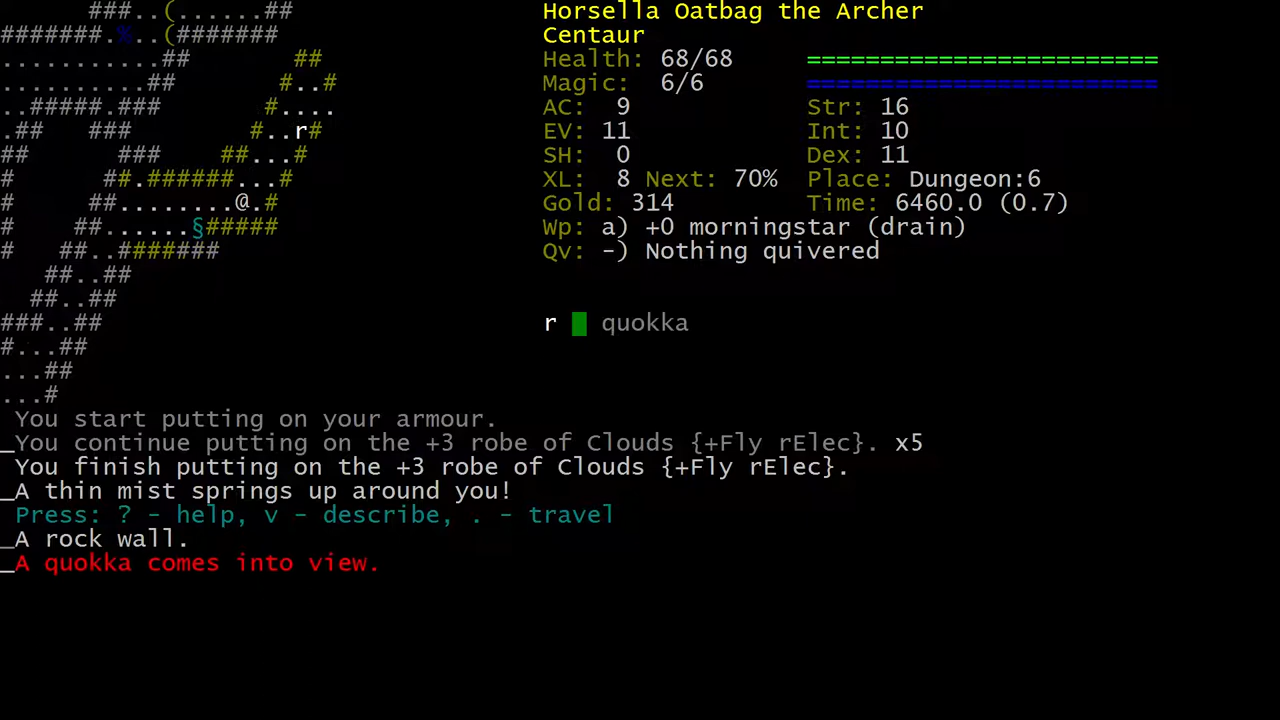 ###..(......##
#######.%..(#######
...........##       ##
..........##       #..#
..#####.###       #....
.##   ###        #..r#
##      ###    ##...#
#      ##.######...#
#     ##........@.#
#    ##......§#####
#   ##..#######
   ##..##
  ##..##
###..##
#...##
...##
...#
Horsella Oatbag the Archer
Centaur
Health: 68/68 ========================
Magic: 6/6 ========================
AC: 9 Str: 16
EV: 11 Int: 10
SH: 0 Dex: 11
XL: 8 Next: 70% Place: Dungeon:6
Gold: 314 Time: 6460.0 (0.7)
Wp: a) +0 morningstar (drain)
Qv: -) Nothing quivered
r quokka
You start putting on your armour.
_You continue putting on the +3 robe of Clouds {+Fly rElec}. x5
You finish putting on the +3 robe of Clouds {+Fly rElec}.
_A thin mist springs up around you!
Press: ? - help, v - describe, . - travel
_A rock wall.
_A quokka comes into view.